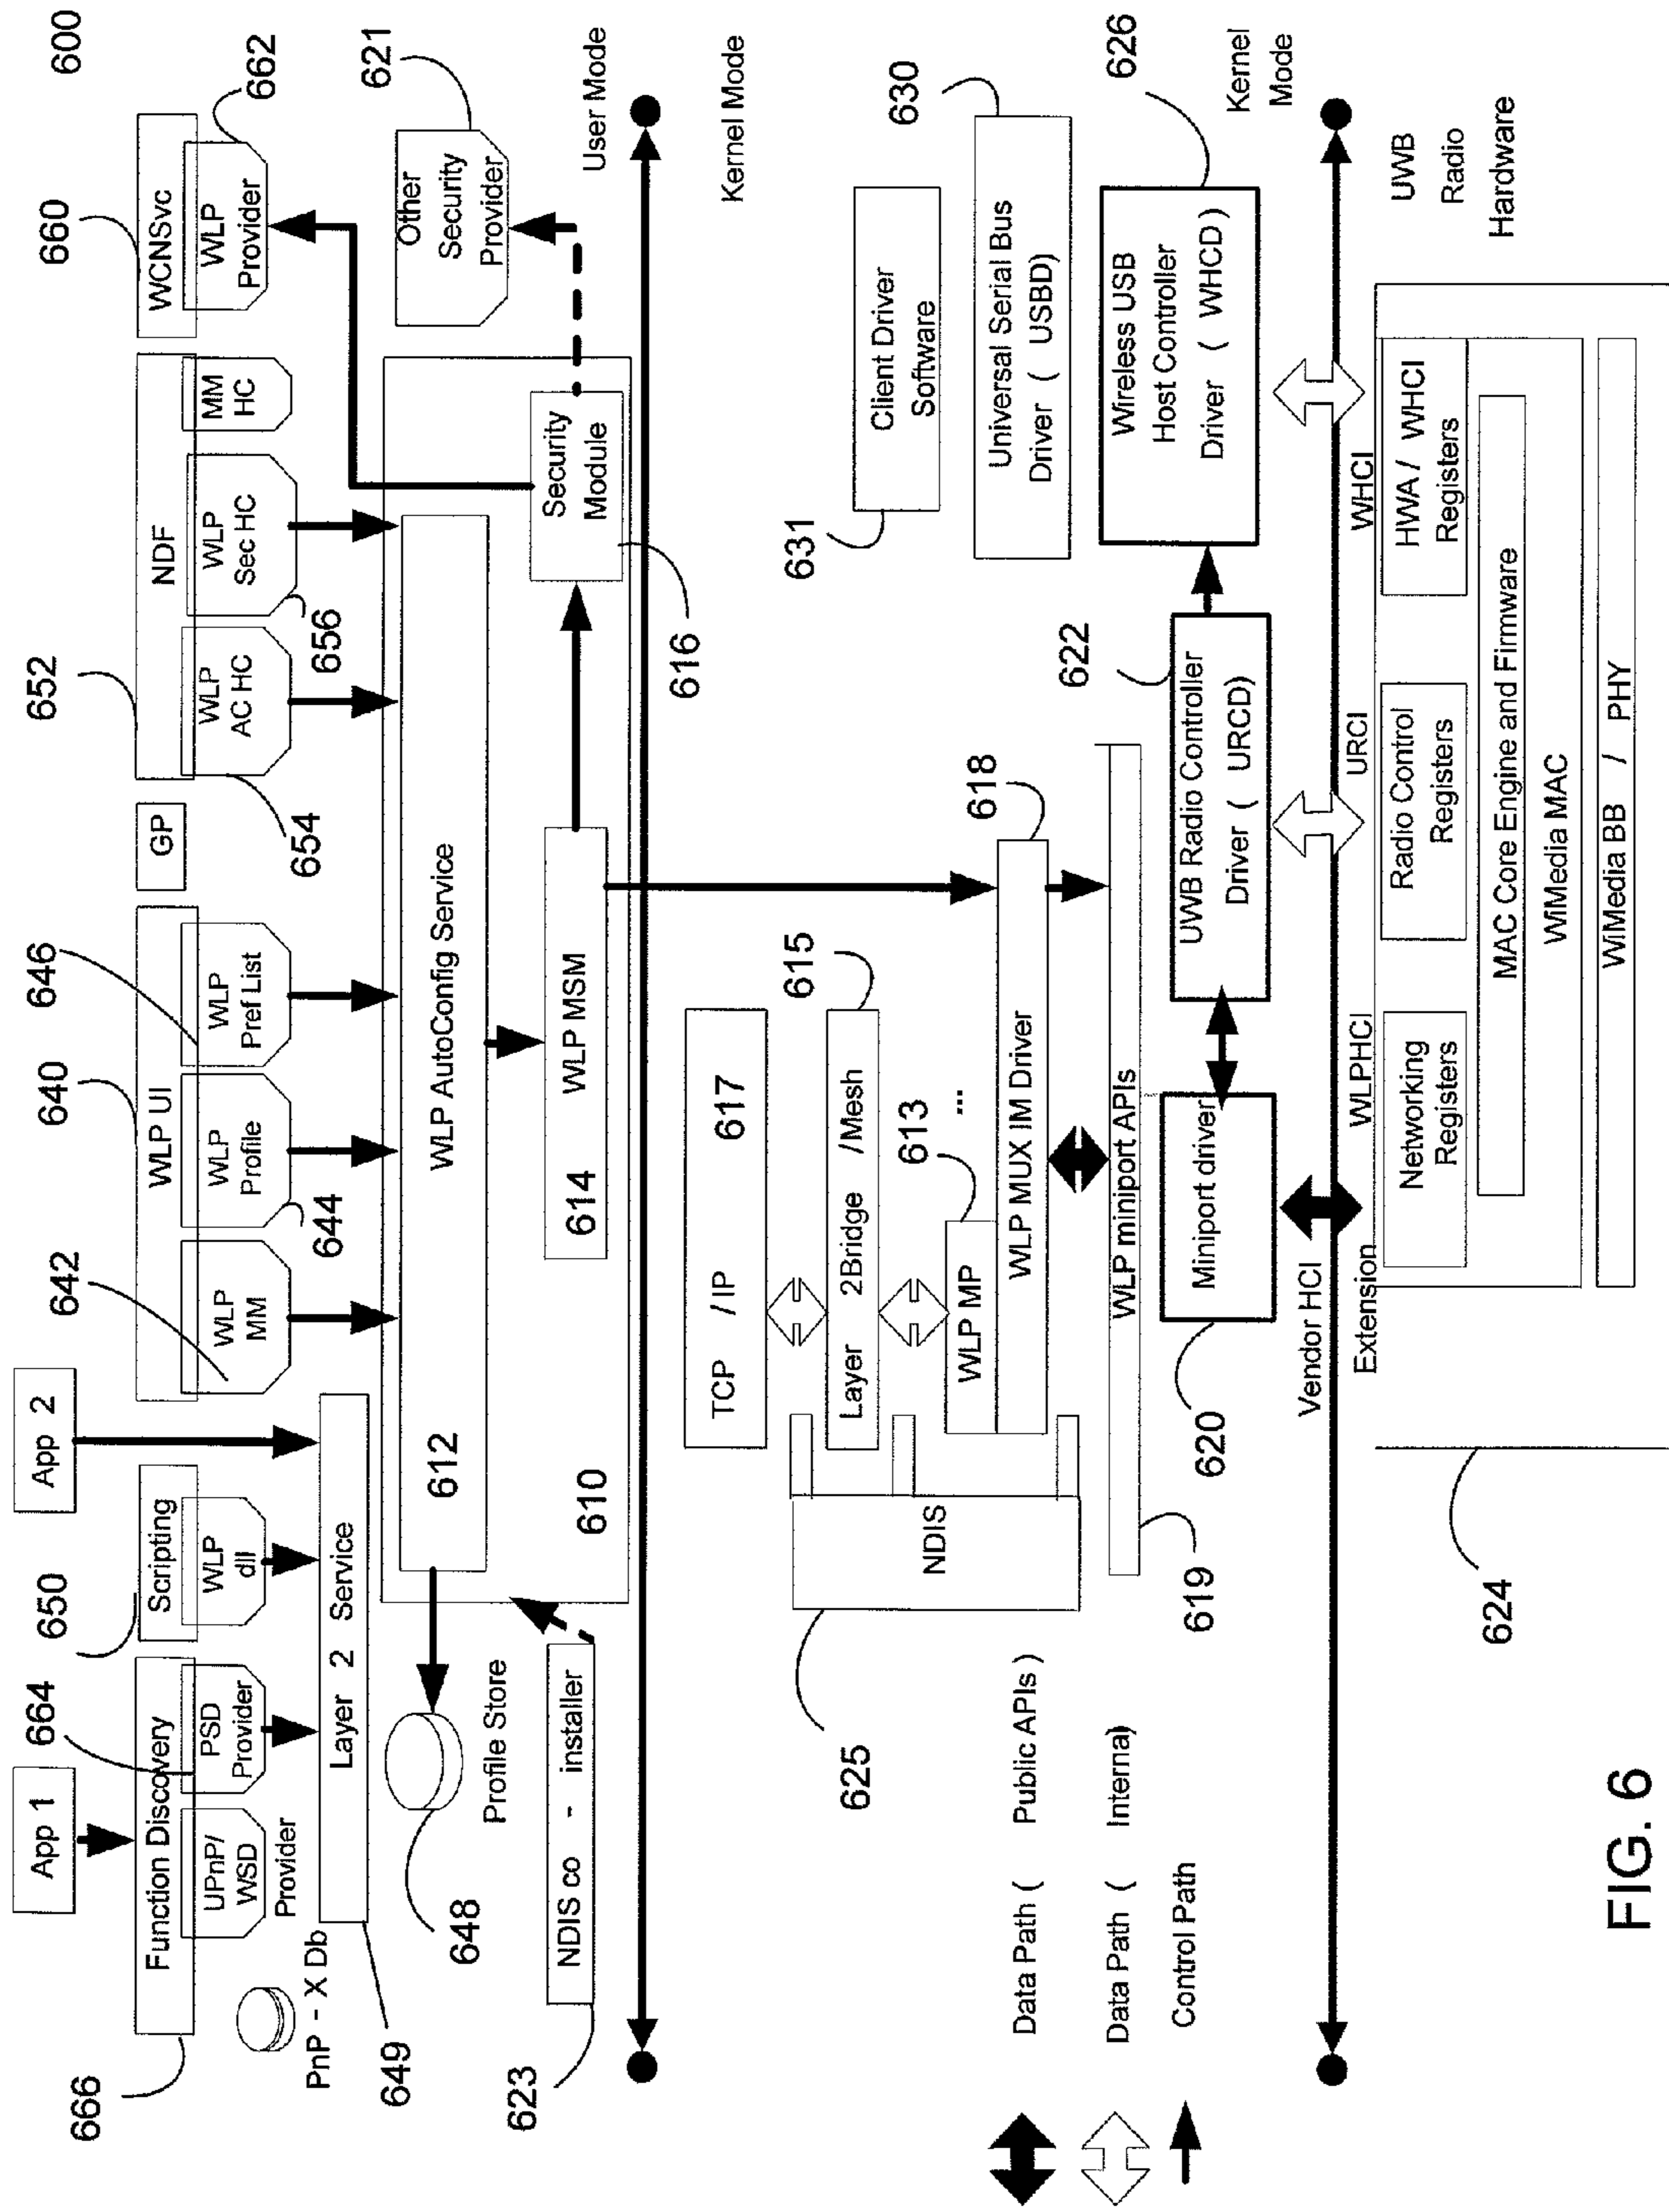 600
App 1
App 2
666
664
650
642
640
646
652
660
662
Function Discovery
Scripting
WLP UI
GP
NDF
WCNSvc
UPnP/
WSD
Provider
PSD
Provider
WLP
dll
WLP
MM
WLP
Profile
WLP
Pref List
WLP
AC HC
WLP
Sec HC
MM
HC
WLP
Provider
644
654
656
PnP - X Db
Layer 2 Service
649
648
Profile Store
612
WLP AutoConfig Service
Other
Security
Provider
621
610
614
WLP MSM
Security
Module
616
623
NDIS co - installer
User Mode
Kernel Mode
TCP /IP
617
Layer 2Bridge /Mesh
615
WLP MP
613
...
WLP MUX IM Driver
618
NDIS
625
WLP miniport APIs
619
Client Driver
Software
631
Universal Serial Bus
Driver ( USBD)
630
Miniport driver
620
UWB Radio Controller
Driver ( URCD)
622
Wireless USB
Host Controller
Driver ( WHCD)
626
Data Path ( Public APIs )
Data Path ( Internal)
Control Path
Kernel
Mode
Vendor HCI
Extension
WLPHCI
URCI
WHCI
UWB
Radio
Hardware
Networking
Registers
Radio Control
Registers
HWA / WHCI
Registers
MAC Core Engine and Firmware
WiMedia MAC
WiMedia BB / PHY
624
FIG. 6